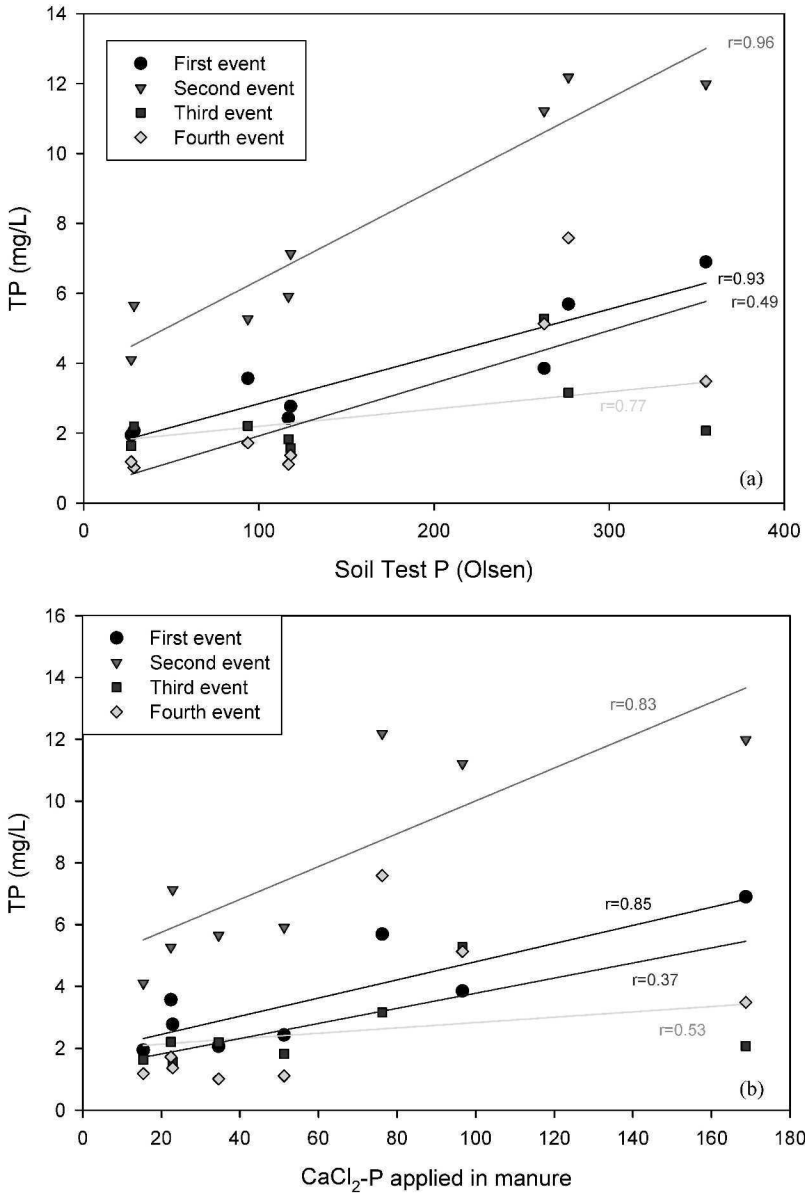 14
12
10
8
6
4
2
0
TP (mg/L)
First event
Second event
Third event
Fourth event
r=0.96
r=0.93
r=0.49
r=0.77
(a)
0
100
200
300
400
Soil Test P (Olsen)
16
14
12
10
8
6
4
2
0
TP (mg/L)
First event
Second event
Third event
Fourth event
r=0.83
r=0.85
r=0.37
r=0.53
(b)
0
20
40
60
80
100
120
140
160
180
CaCl₂-P applied in manure